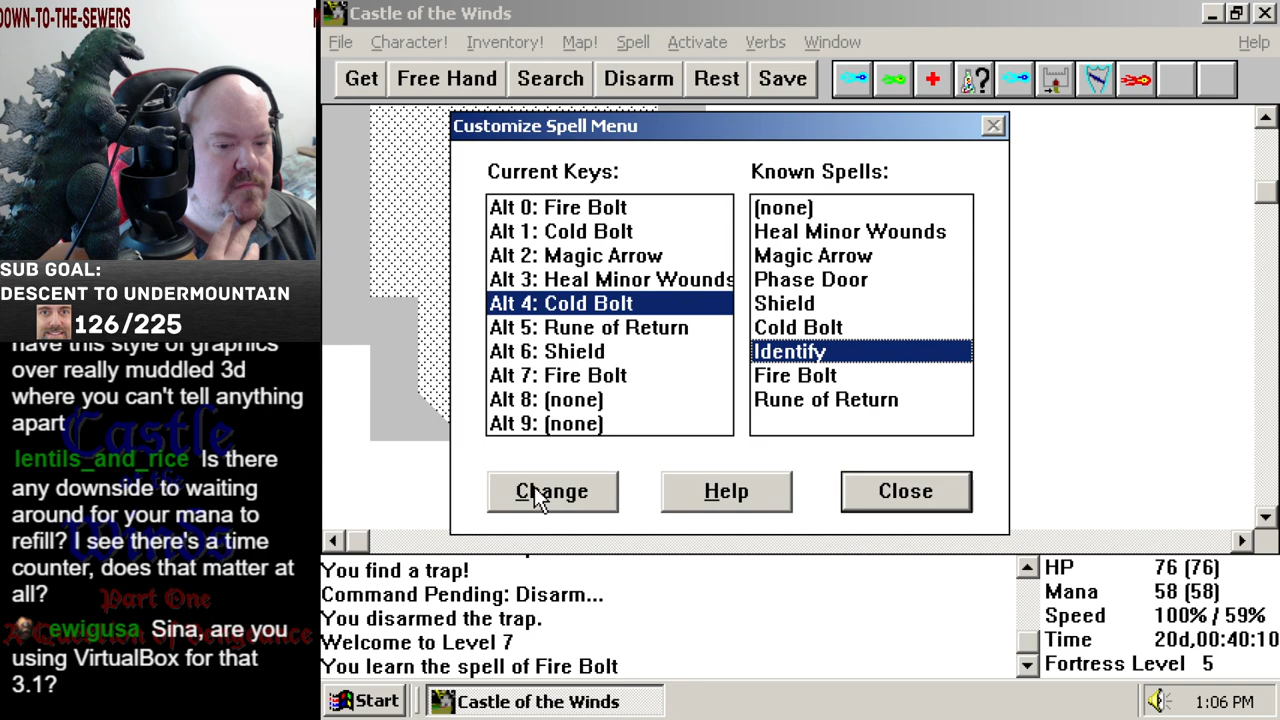 DOWN-TO-THE-SEWERS
Castle of the Winds
File Character! Inventory! Map! Spell Activate Verbs Window Help
Get Free Hand Search Disarm Rest Save
Customize Spell Menu
Current Keys:
Alt 0: Fire Bolt
Alt 1: Cold Bolt
Alt 2: Magic Arrow
Alt 3: Heal Minor Wounds
Alt 4: Cold Bolt
Alt 5: Rune of Return
Alt 6: Shield
Alt 7: Fire Bolt
Alt 8: (none)
Alt 9: (none)
Known Spells:
(none)
Heal Minor Wounds
Magic Arrow
Phase Door
Shield
Cold Bolt
Identify
Fire Bolt
Rune of Return
Change Help Close
SUB GOAL:
DESCENT TO UNDERMOUNTAIN
126/225
have this style of graphics
over really muddled 3d
where you can't tell anything
apart
lentils_and_rice Is there
any downside to waiting
around for your mana to
refill? I see there's a time
counter, does that matter at
all?
ewigusa Sina, are you
using VirtualBox for that
3.1?
Castle
of the
Winds
Part One
A Question of Vengeance
You find a trap!
Command Pending: Disarm...
You disarmed the trap.
Welcome to Level 7
You learn the spell of Fire Bolt
HP 76 (76)
Mana 58 (58)
Speed 100% / 59%
Time 20d,00:40:10
Fortress Level 5
Start Castle of the Winds 1:06 PM